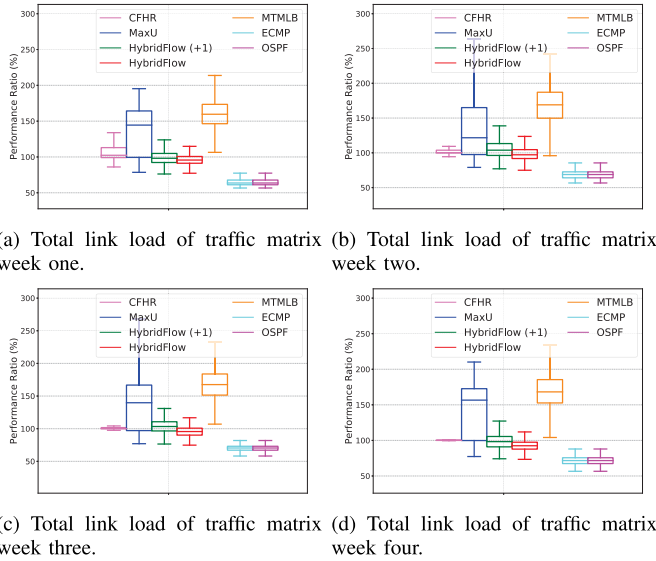 300
250
200
150
100
50
Performance Ratio (%)
CFHR
MaxU
HybridFlow (+1)
HybridFlow
MTMLB
ECMP
OSPF
300
250
200
150
100
50
Performance Ratio (%)
CFHR
MaxU
HybridFlow (+1)
HybridFlow
MTMLB
ECMP
OSPF
(a) Total link load of traffic matrix
week one.
(b) Total link load of traffic matrix
week two.
300
250
200
150
100
50
Performance Ratio (%)
CFHR
MaxU
HybridFlow (+1)
HybridFlow
MTMLB
ECMP
OSPF
300
250
200
150
100
50
Performance Ratio (%)
CFHR
MaxU
HybridFlow (+1)
HybridFlow
MTMLB
ECMP
OSPF
(c) Total link load of traffic matrix
week three.
(d) Total link load of traffic matrix
week four.